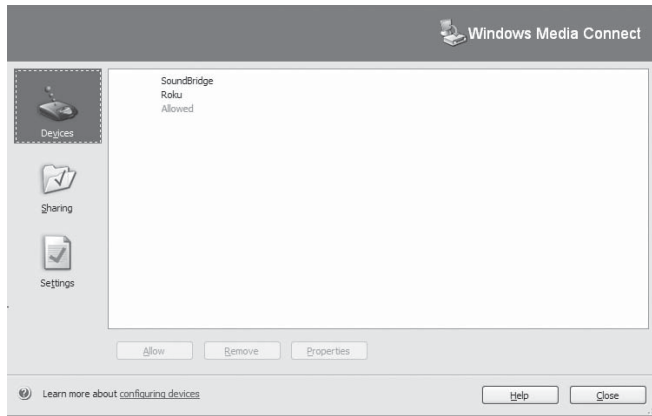 Windows Media Connect
Devices
SoundBridge
Roku
Allowed
Sharing
Settings
Allow
Remove
Properties
Learn more about configuring devices
Help
Close